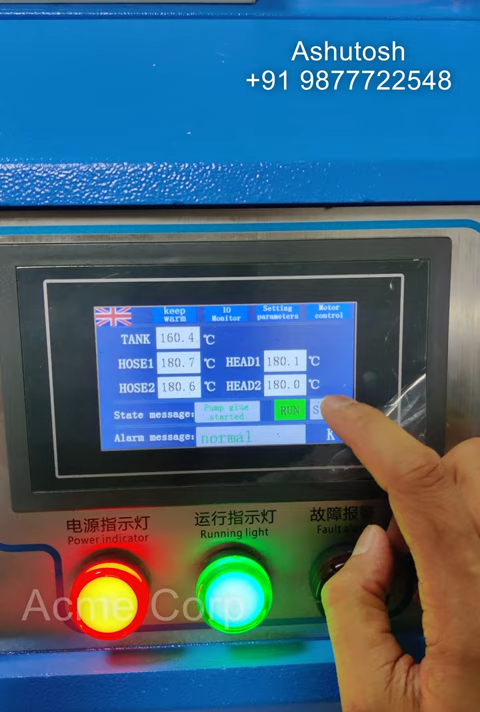 Ashutosh
+91 9877722548
keep warm
IO Monitor
Setting parameters
Motor control
TANK 160.4 ℃
HOSE1 180.7 ℃ HEAD1 180.1 ℃
HOSE2 180.6 ℃ HEAD2 180.0 ℃
State message: Pump glue started RUN
Alarm message: normal
电源指示灯 运行指示灯 故障报警
Power indicator Running light Fault
Acme Corp